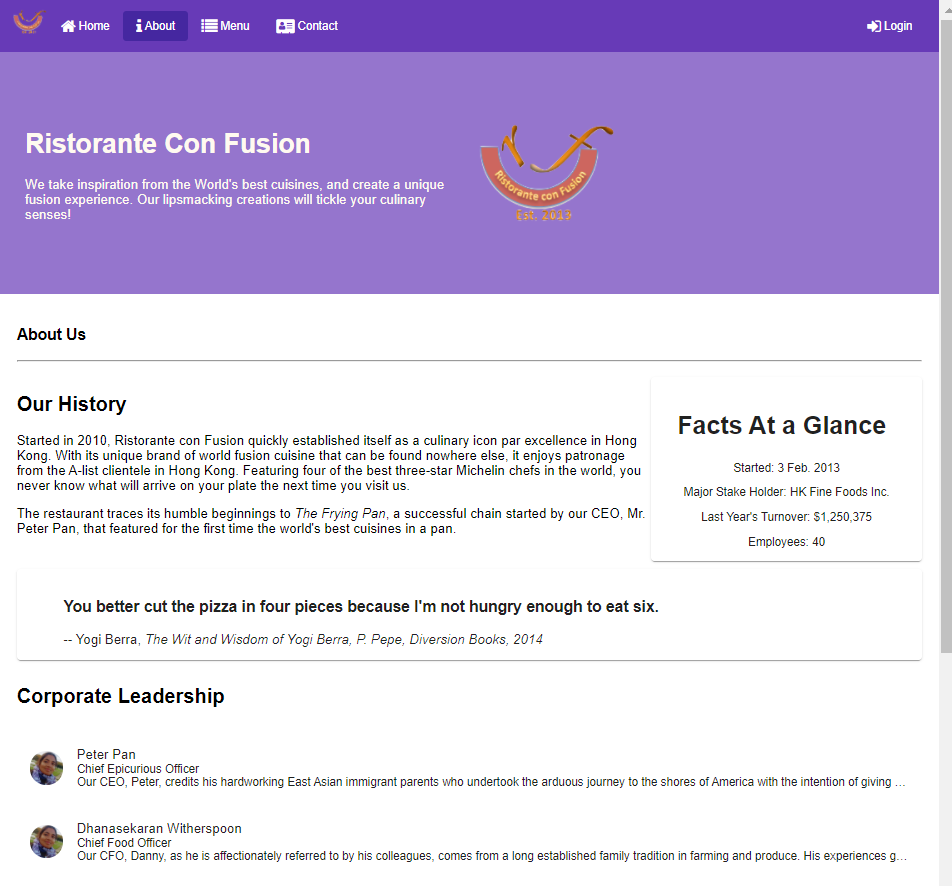 Home About Menu Contact Login
Ristorante Con Fusion
We take inspiration from the World's best cuisines, and create a unique
fusion experience. Our lipsmacking creations will tickle your culinary
senses!
Ristorante con Fusion
Est. 2013
About Us
Our History
Started in 2010, Ristorante con Fusion quickly established itself as a culinary icon par excellence in Hong
Kong. With its unique brand of world fusion cuisine that can be found nowhere else, it enjoys patronage
from the A-list clientele in Hong Kong. Featuring four of the best three-star Michelin chefs in the world, you
never know what will arrive on your plate the next time you visit us.
The restaurant traces its humble beginnings to The Frying Pan, a successful chain started by our CEO, Mr.
Peter Pan, that featured for the first time the world's best cuisines in a pan.
Facts At a Glance
Started: 3 Feb. 2013
Major Stake Holder: HK Fine Foods Inc.
Last Year's Turnover: $1,250,375
Employees: 40
You better cut the pizza in four pieces because I'm not hungry enough to eat six.
-- Yogi Berra, The Wit and Wisdom of Yogi Berra, P. Pepe, Diversion Books, 2014
Corporate Leadership
Peter Pan
Chief Epicurious Officer
Our CEO, Peter, credits his hardworking East Asian immigrant parents who undertook the arduous journey to the shores of America with the intention of giving …
Dhanasekaran Witherspoon
Chief Food Officer
Our CFO, Danny, as he is affectionately referred to by his colleagues, comes from a long established family tradition in farming and produce. His experiences g…